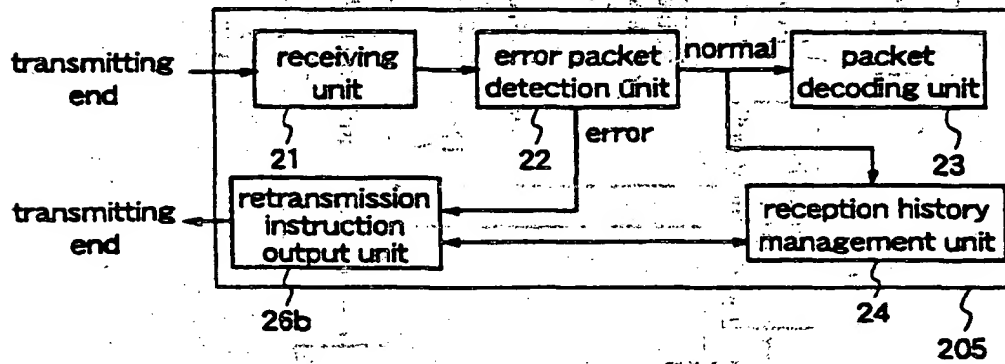 transmitting
end
receiving
unit
21
error packet
detection unit
22
normal
packet
decoding unit
23
error
transmitting
end
retransmission
instruction
output unit
26b
reception history
management unit
24
205